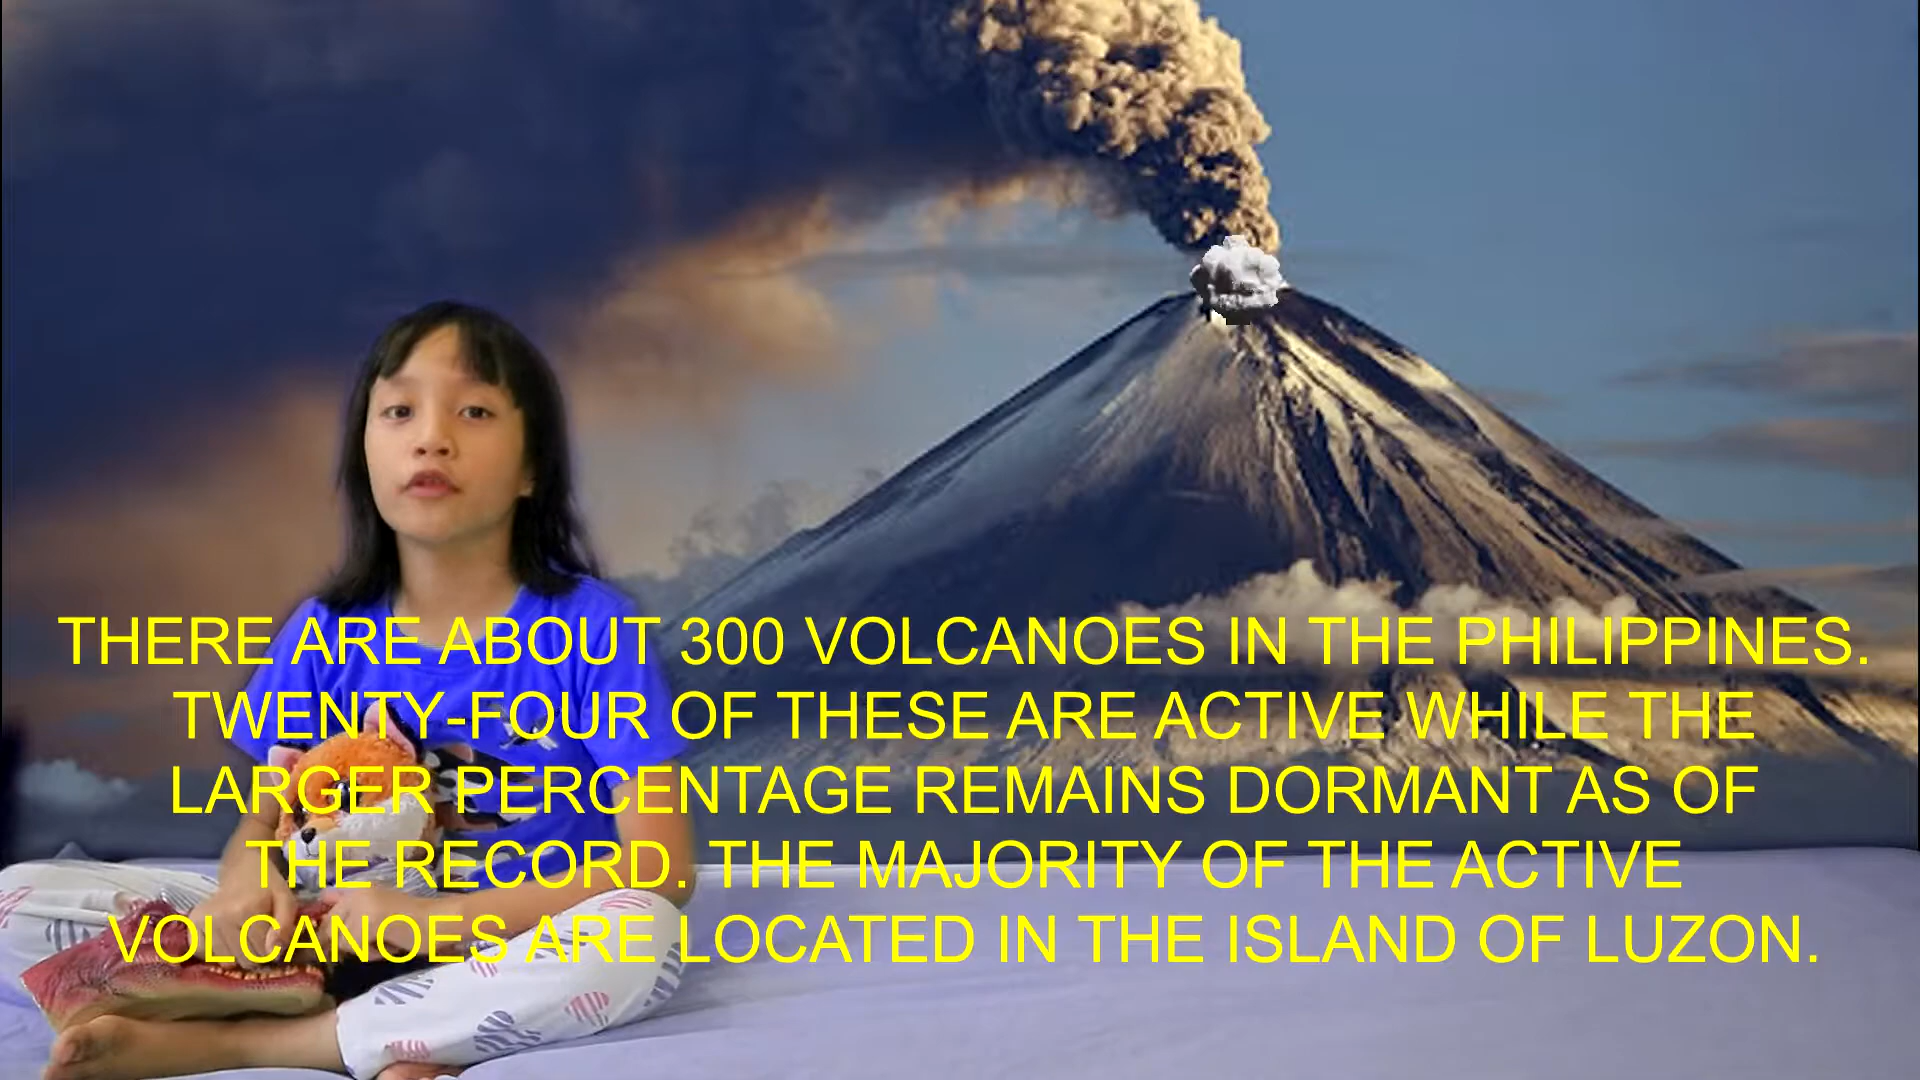 THERE ARE ABOUT 300 VOLCANOES IN THE PHILIPPINES.
TWENTY-FOUR OF THESE ARE ACTIVE WHILE THE
LARGER PERCENTAGE REMAINS DORMANT AS OF
THE RECORD. THE MAJORITY OF THE ACTIVE
VOLCANOES ARE LOCATED IN THE ISLAND OF LUZON.